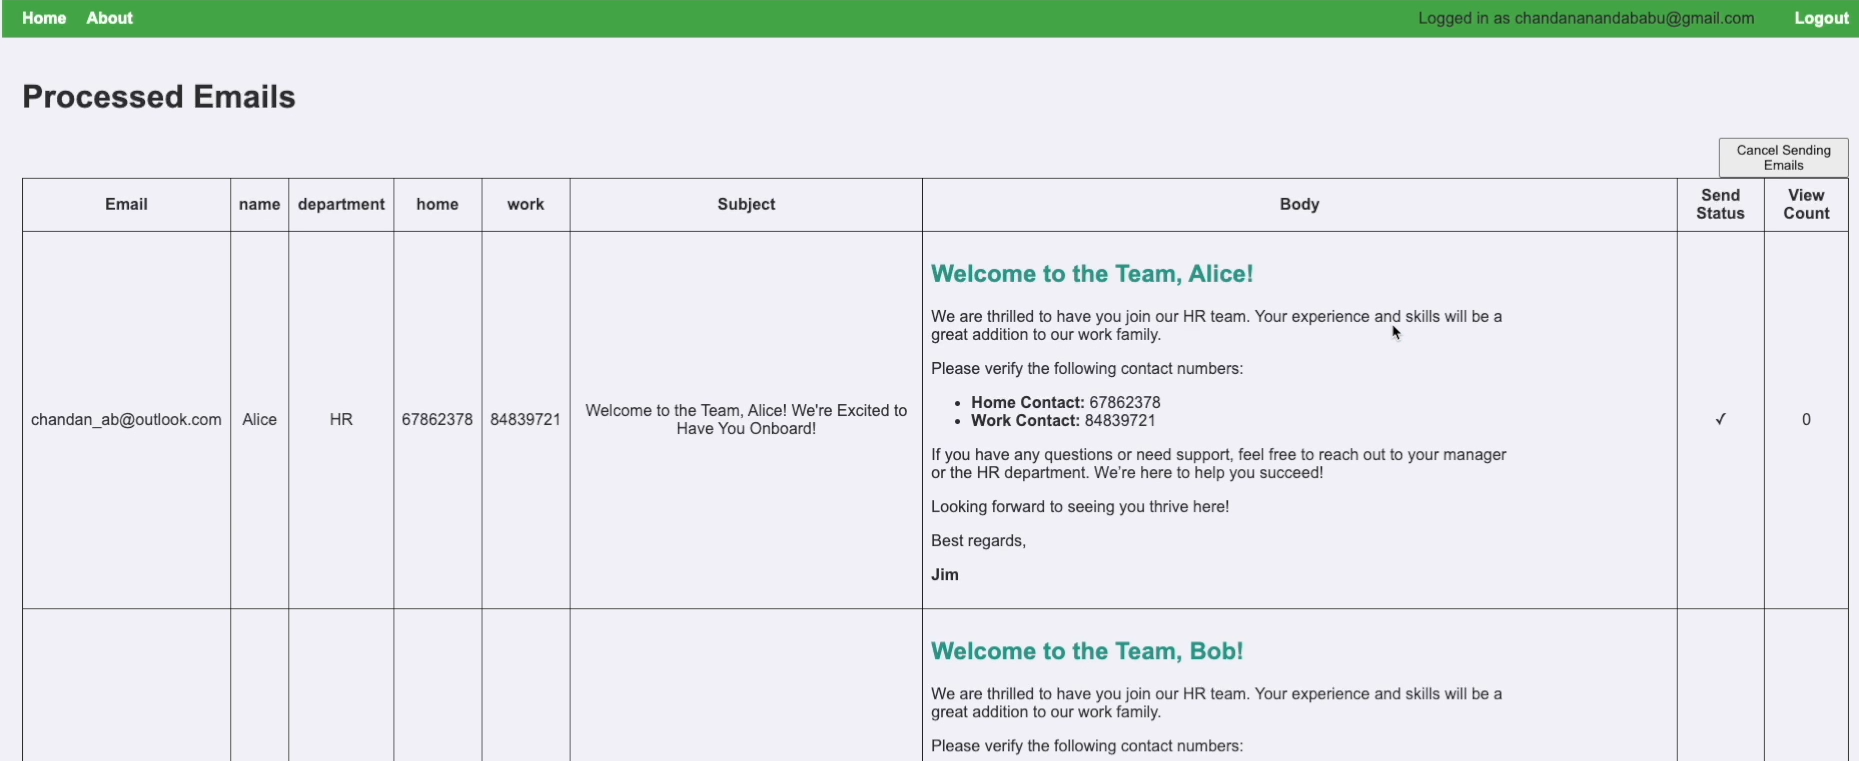 Home About Logged in as chandananandababu@gmail.com Logout
Processed Emails
Cancel Sending
Emails
Email name department home work Subject Body Send Status View Count
Welcome to the Team, Alice!
We are thrilled to have you join our HR team. Your experience and skills will be a
great addition to our work family.
Please verify the following contact numbers:
• Home Contact: 67862378
• Work Contact: 84839721
If you have any questions or need support, feel free to reach out to your manager
or the HR department. We're here to help you succeed!
Looking forward to seeing you thrive here!
Best regards,
Jim
chandan_ab@outlook.com Alice HR 67862378 84839721
Welcome to the Team, Alice! We're Excited to
Have You Onboard!
✓ 0
Welcome to the Team, Bob!
We are thrilled to have you join our HR team. Your experience and skills will be a
great addition to our work family.
Please verify the following contact numbers: